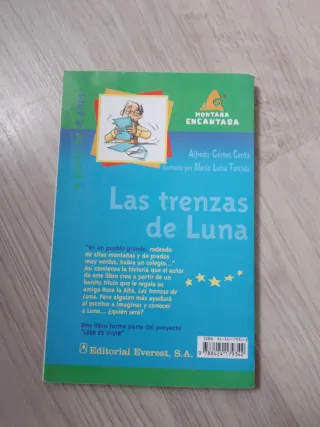 MONTAÑA
ENCANTADA
Alfredo Gómez Cerdá
Ilustrado por María Luisa Torcida
Las trenzas
de Luna
"En un pueblo grande, rodeado
de altas montañas y de prados
muy verdes, había un colegio..."
Así comienza la historia que el autor
de este libro crea a partir de un
bonito título que le regala su
amiga Rosa la Alta, Las trenzas de
Luna. Pero alguien más ayudará
al escritor a imaginar y conocer
a Luna... ¿Quién será?
Este libro forma parte del proyecto
"LEER ES VIVIR"
Editorial Everest, S.A.